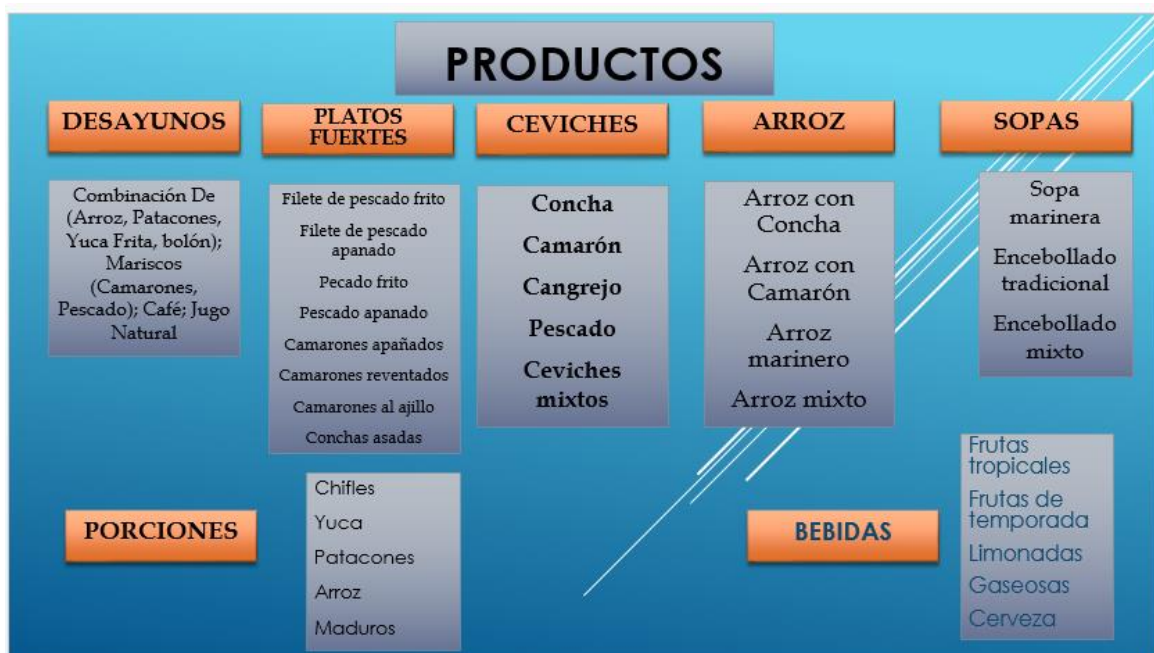 PRODUCTOS
DESAYUNOS
Combinación De
(Arroz, Patacones,
Yuca Frita, bolón);
Mariscos
(Camarones,
Pescado); Café; Jugo
Natural
PLATOS
FUERTES
Filete de pescado frito
Filete de pescado
apanado
Pecado frito
Pescado apanado
Camarones apañados
Camarones reventados
Camarones al ajillo
Conchas asadas
CEVICHES
Concha
Camarón
Cangrejo
Pescado
Ceviches
mixtos
ARROZ
Arroz con
Concha
Arroz con
Camarón
Arroz
marinero
Arroz mixto
SOPAS
Sopa
marinera
Encebollado
tradicional
Encebollado
mixto
PORCIONES
Chifles
Yuca
Patacones
Arroz
Maduros
BEBIDAS
Frutas
tropicales
Frutas de
temporada
Limonadas
Gaseosas
Cerveza